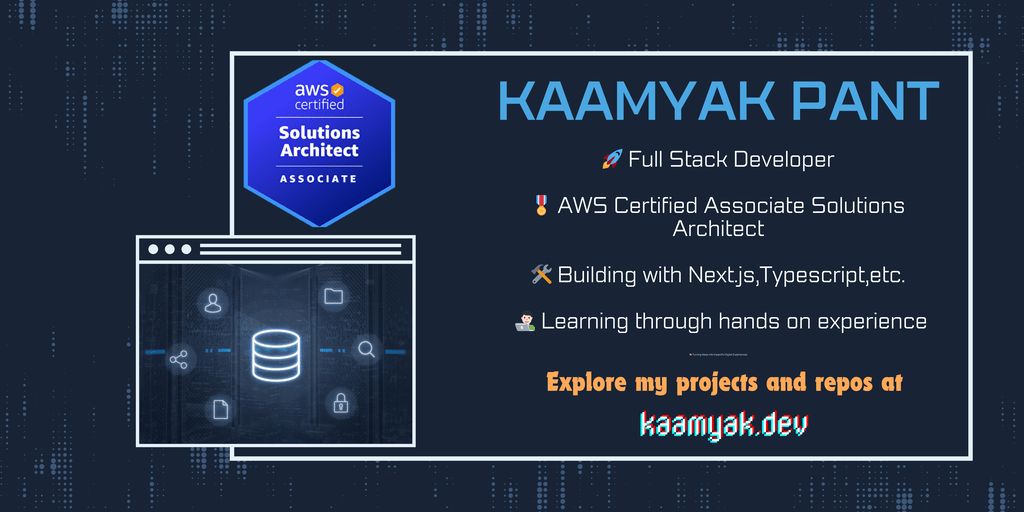 aws
certified
Solutions
Architect
ASSOCIATE
KAAMYAK PANT
🚀 Full Stack Developer
🎖️ AWS Certified Associate Solutions
Architect
🛠️ Building with Next.js,Typescript,etc.
👨🏻‍💻 Learning through hands on experience
Explore my projects and repos at
kaamyak.dev